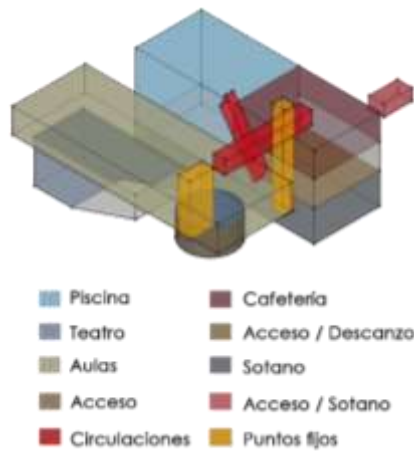 Piscina
Cafetería
Teatro
Acceso / Descanzo
Aulas
Sotano
Acceso
Acceso / Sotano
Circulaciones
Puntos fijos